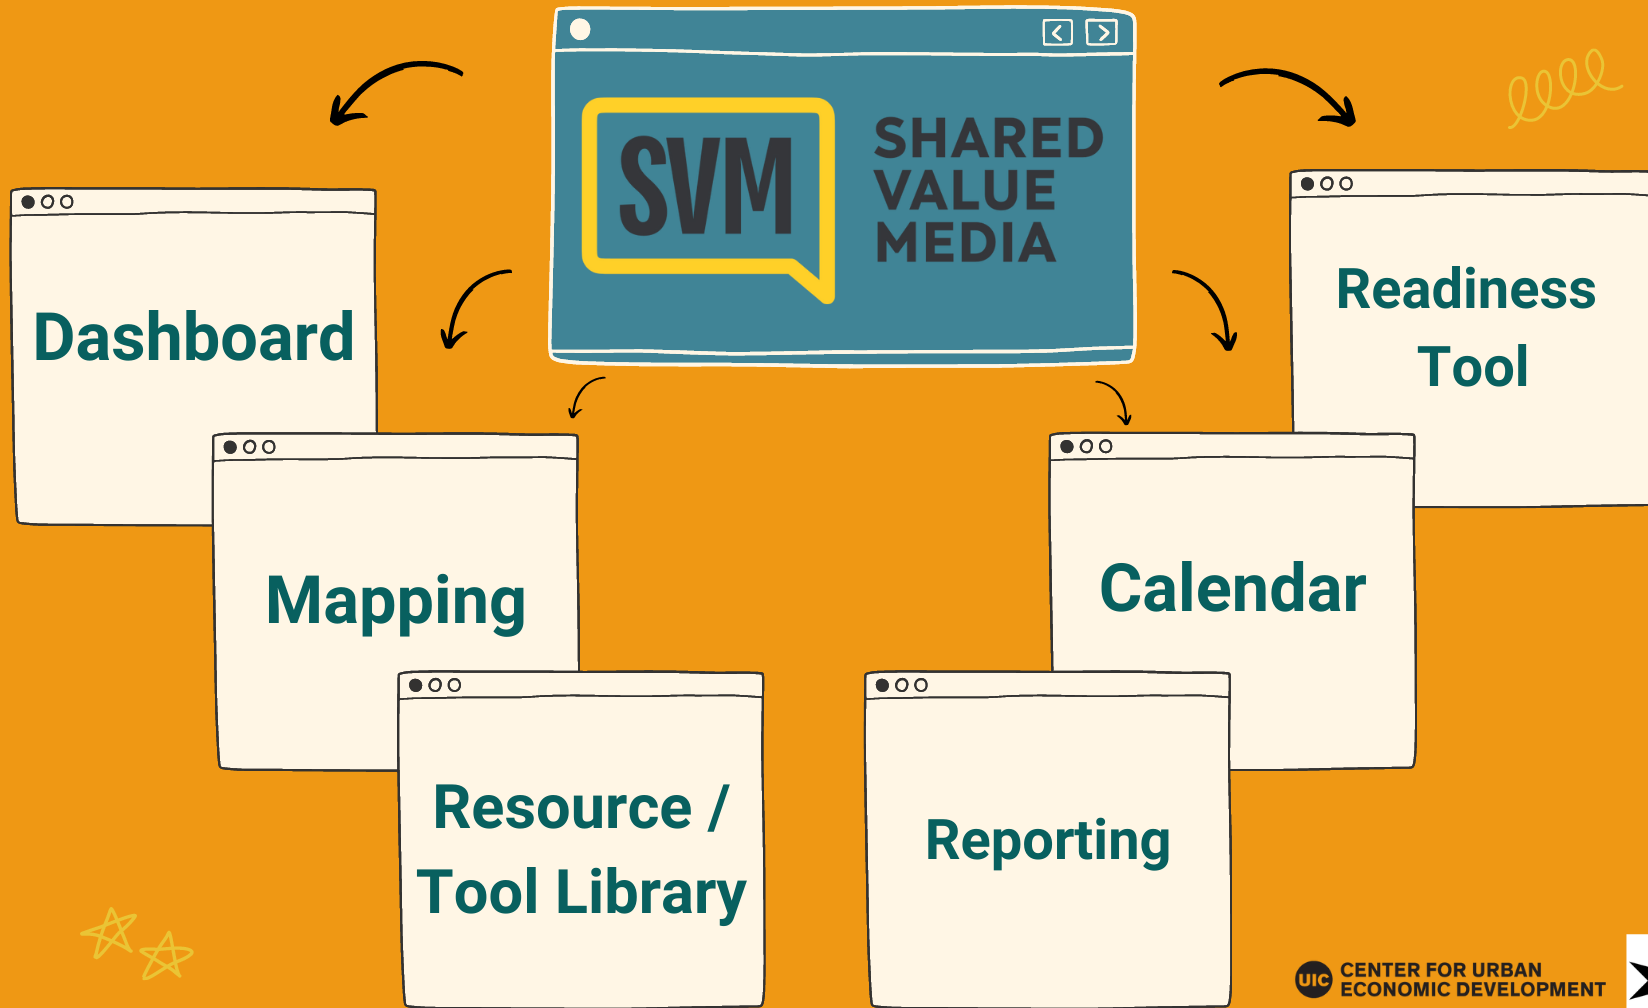 SVM
SHARED
VALUE
MEDIA
Dashboard
Mapping
Resource /
Tool Library
Readiness
Tool
Calendar
Reporting
UIC
CENTER FOR URBAN
ECONOMIC DEVELOPMENT